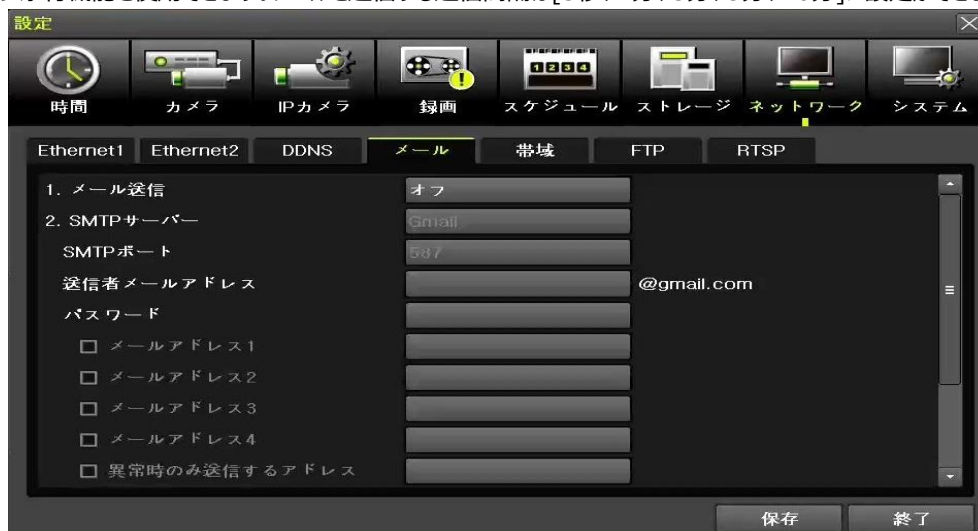 設定
1 2 3 4
時間 カメラ IPカメラ 録画 スケジュール ストレージ ネットワーク システム
Ethernet1 Ethernet2 DDNS メール 帯域 FTP RTSP
1. メール送信 オフ
2. SMTPサーバー Gmail
SMTPポート 587
送信者メールアドレス @gmail.com
パスワード
メールアドレス1
メールアドレス2
メールアドレス3
メールアドレス4
異常時のみ送信するアドレス
保存 終了